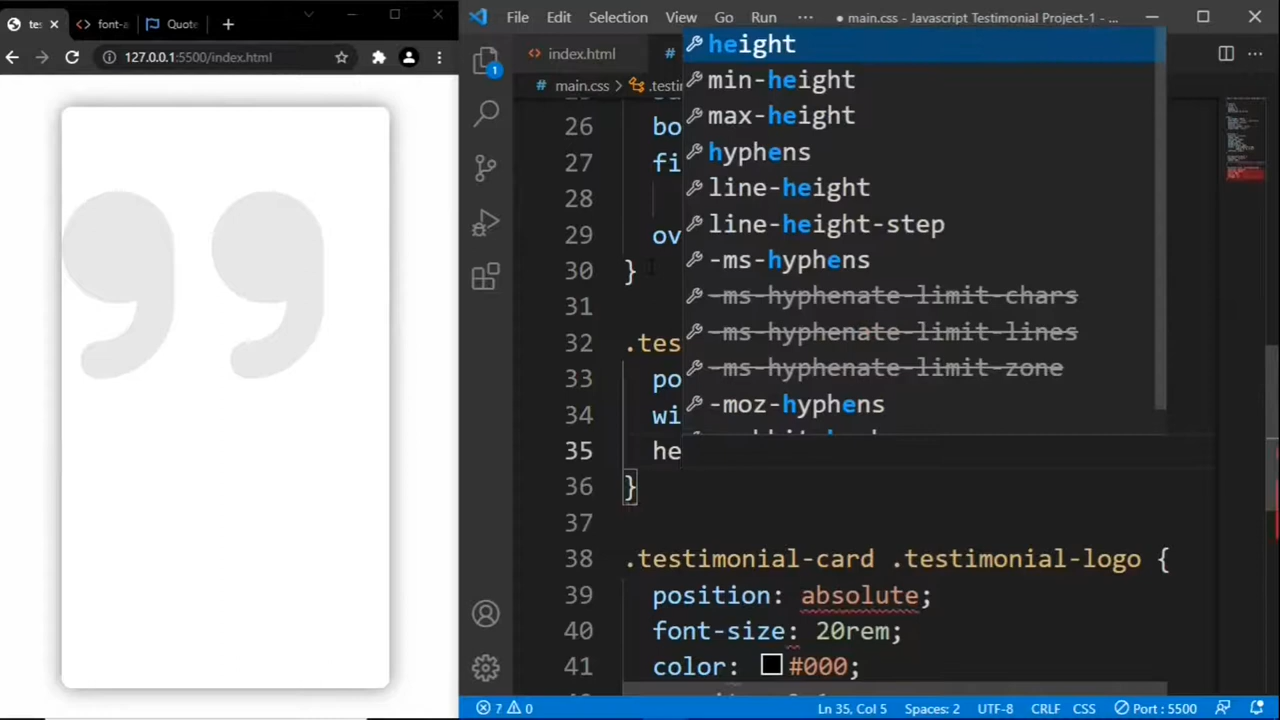 tes
font-a
Quote
127.0.0.1:5500/index.html
File Edit Selection View Go Run ··· ● main.css - Javascript Testimonial Project-1 - ...
1
index.html #
# main.css > .testim
height
min-height
max-height
hyphens
line-height
line-height-step
-ms-hyphens
-ms-hyphenate-limit-chars
-ms-hyphenate-limit-lines
-ms-hyphenate-limit-zone
-moz-hyphens
26 bo
27 fi
28
29 ov
30 }
31
32 .tes
33 po
34 wi
35 he
36 }
37
38 .testimonial-card .testimonial-logo {
39 position: absolute;
40 font-size: 20rem;
41 color: #000;
7 0 Ln 35, Col 5 Spaces: 2 UTF-8 CRLF CSS Port : 5500